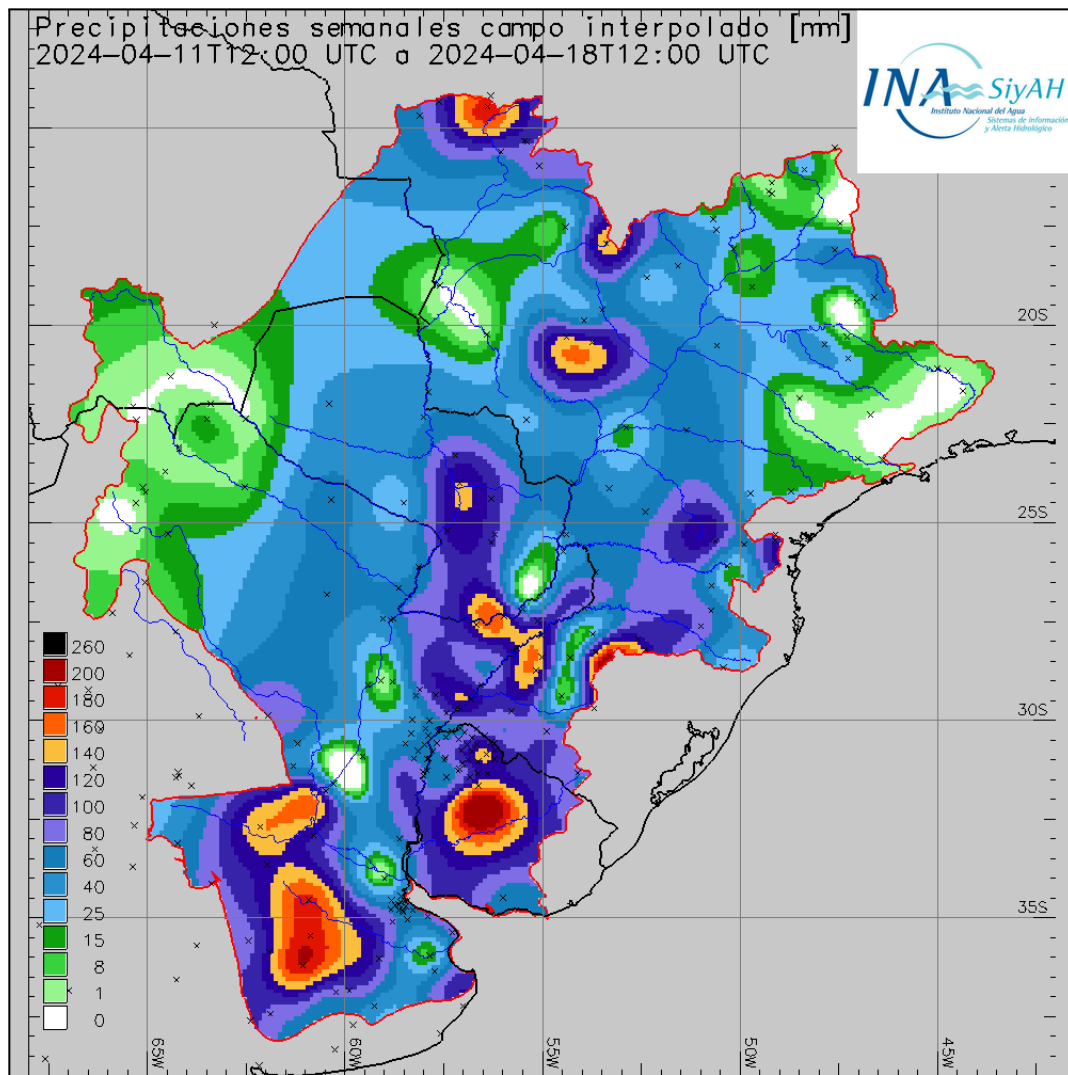 Precipitaciones semanales campo interpolado [mm]
2024-04-11T12:00 UTC a 2024-04-18T12:00 UTC
INA SiyAH
Instituto Nacional del Agua
Sistemas de información
y Alerta Hidrológico
20S
25S
30S
35S
260
200
180
160
140
120
100
80
60
40
25
15
8
1
0
65W
60W
55W
50W
45W